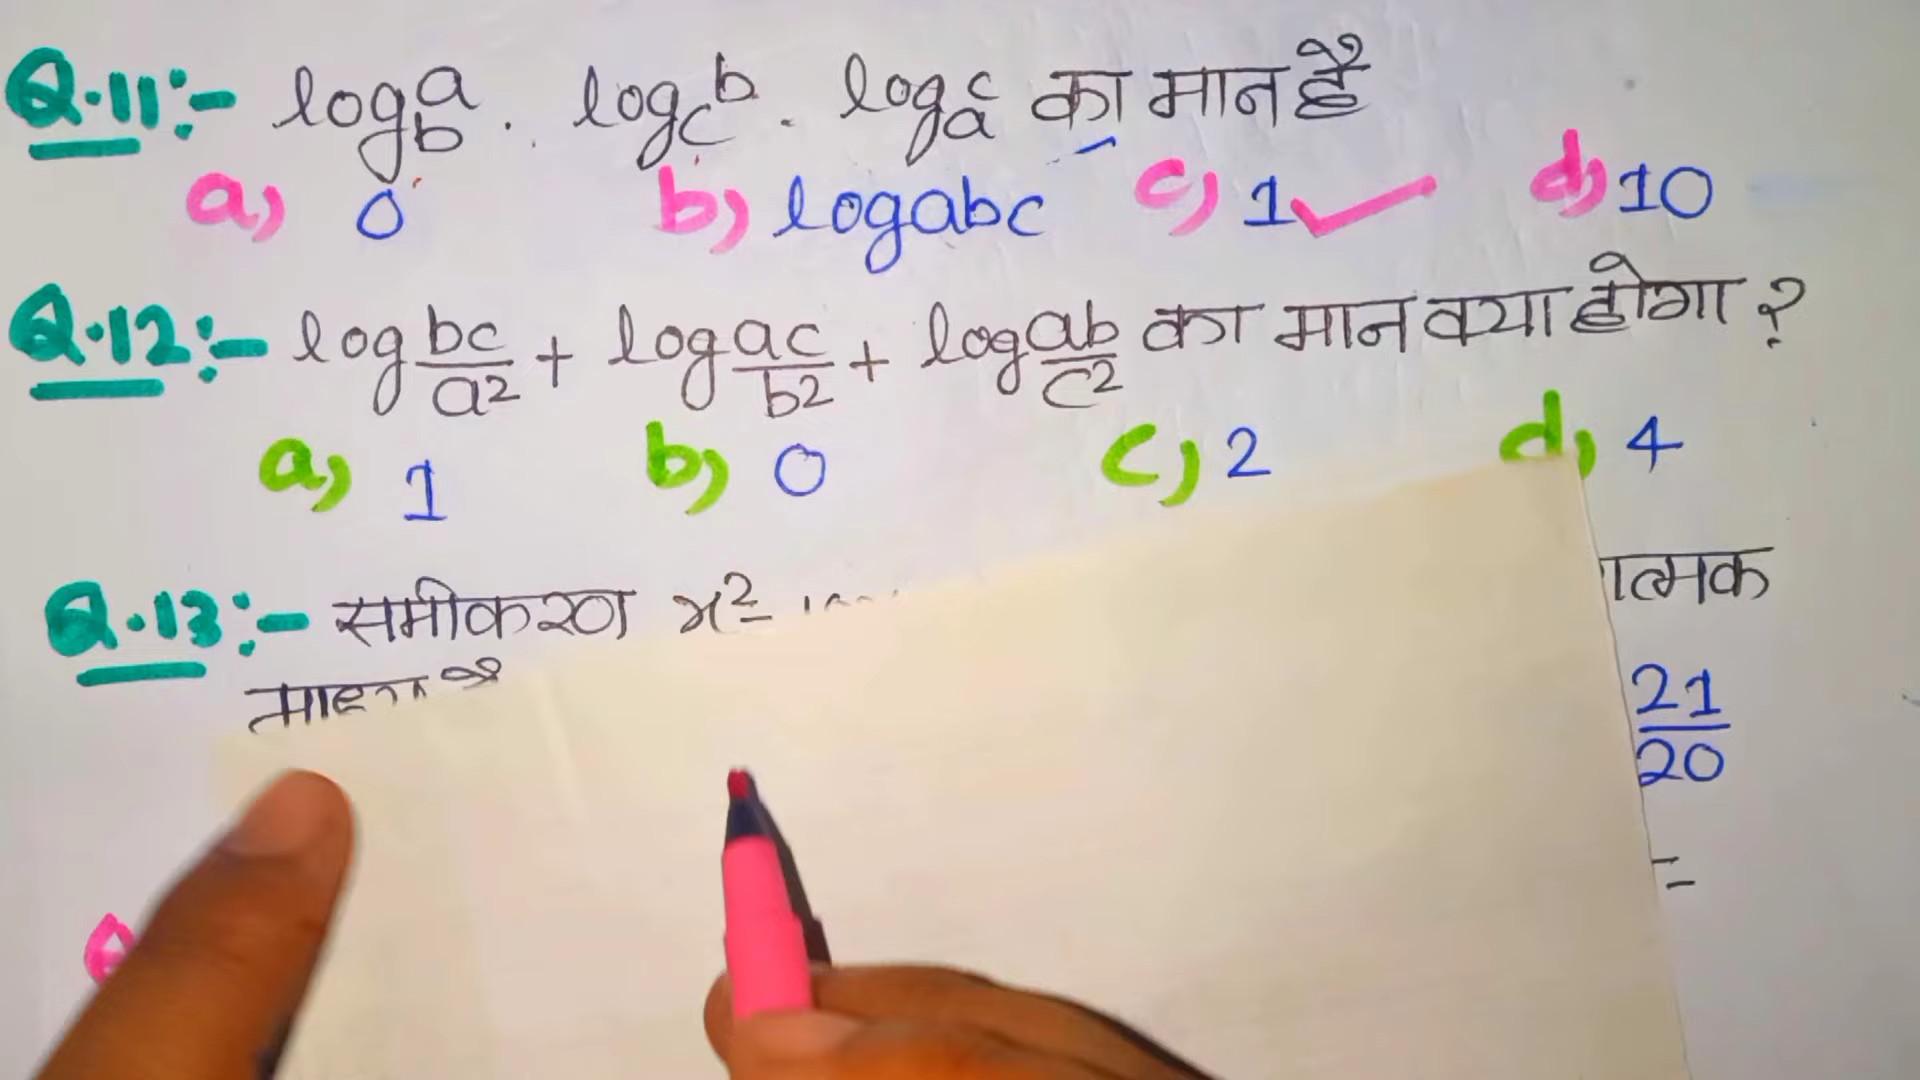 Q.11:- log_b a . log_c b . log_a c का मान है
a) 0 b) logabc c) 1 ✓ d) 10
Q.12:- log bc/a² + log ac/b² + log ab/c² का मान क्या होगा ?
a) 1 b) 0 c) 2 d) 4
Q.13:- समीकरण x² -
21/20
=